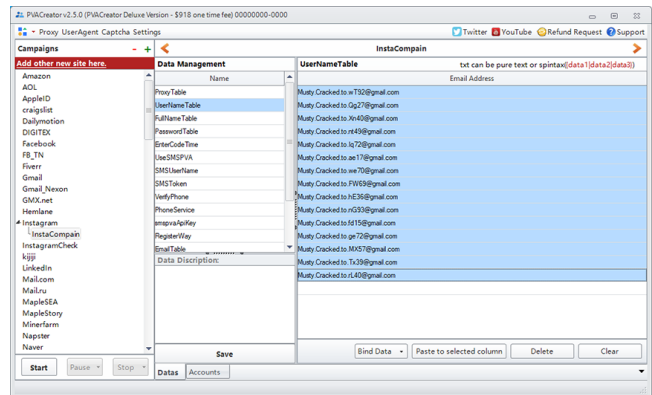 PVACreator v2.5.0 (PVACreator Deluxe Version - $918 one time fee) 00000000-0000
Proxy UserAgent Captcha Settings Twitter YouTube Refund Request Support
Campaigns - + InstaCompain
Add other new site here.
Amazon
AOL
AppleID
craigslist
Dailymotion
DIGITEX
Facebook
FB_TN
Fiverr
Gmail
Gmail_Nexon
GMX.net
Hemlane
Instagram
InstaCompain
InstagramCheck
kijiji
LinkedIn
Mail.com
Mail.ru
MapleSEA
MapleStory
Minerfarm
Napster
Naver
Start Pause Stop
Data Management
Name
ProxyTable
UserNameTable
FullNameTable
PasswordTable
EnterCodeTime
UseSMSPVA
SMSUserName
SMSToken
VerifyPhone
PhoneService
smspvaApiKey
RegisterWay
EmailTable
Data Discription:
Save
Datas Accounts
UserNameTable txt can be pure text or spintax({data1|data2|data3})
Email Address
Musty.Cracked.to.wT92@gmail.com
Musty.Cracked.to.Qg27@gmail.com
Musty.Cracked.to.Xn40@gmail.com
Musty.Cracked.to.nt49@gmail.com
Musty.Cracked.to.lq72@gmail.com
Musty.Cracked.to.ae17@gmail.com
Musty.Cracked.to.we70@gmail.com
Musty.Cracked.to.FW69@gmail.com
Musty.Cracked.to.hE36@gmail.com
Musty.Cracked.to.nG93@gmail.com
Musty.Cracked.to.fd15@gmail.com
Musty.Cracked.to.ge72@gmail.com
Musty.Cracked.to.MX57@gmail.com
Musty.Cracked.to.Tx39@gmail.com
Musty.Cracked.to.rL40@gmail.com
Bind Data Paste to selected column Delete Clear